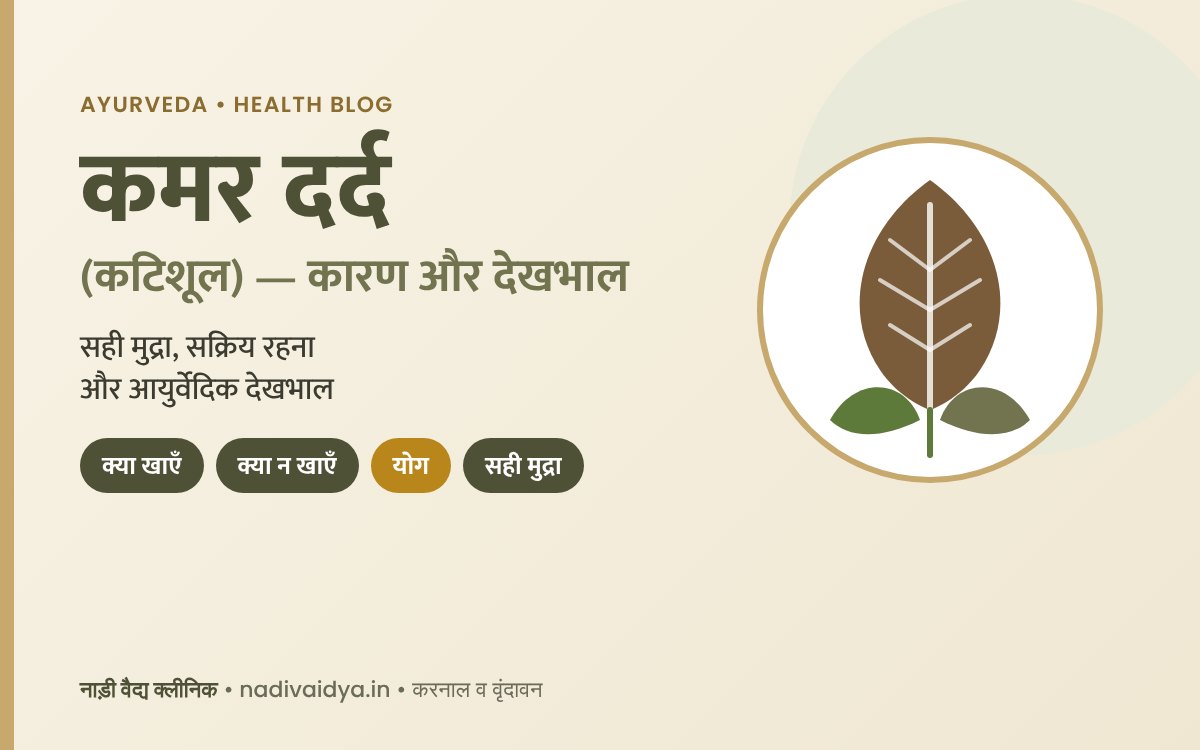 AYURVEDA • HEALTH BLOG
कमर दर्द
(कटिशूल) — कारण और देखभाल
सही मुद्रा, सक्रिय रहना
और आयुर्वेदिक देखभाल
क्या खाएँ क्या न खाएँ योग सही मुद्रा
नाड़ी वैद्य क्लीनिक • nadivaidya.in • करनाल व वृंदावन